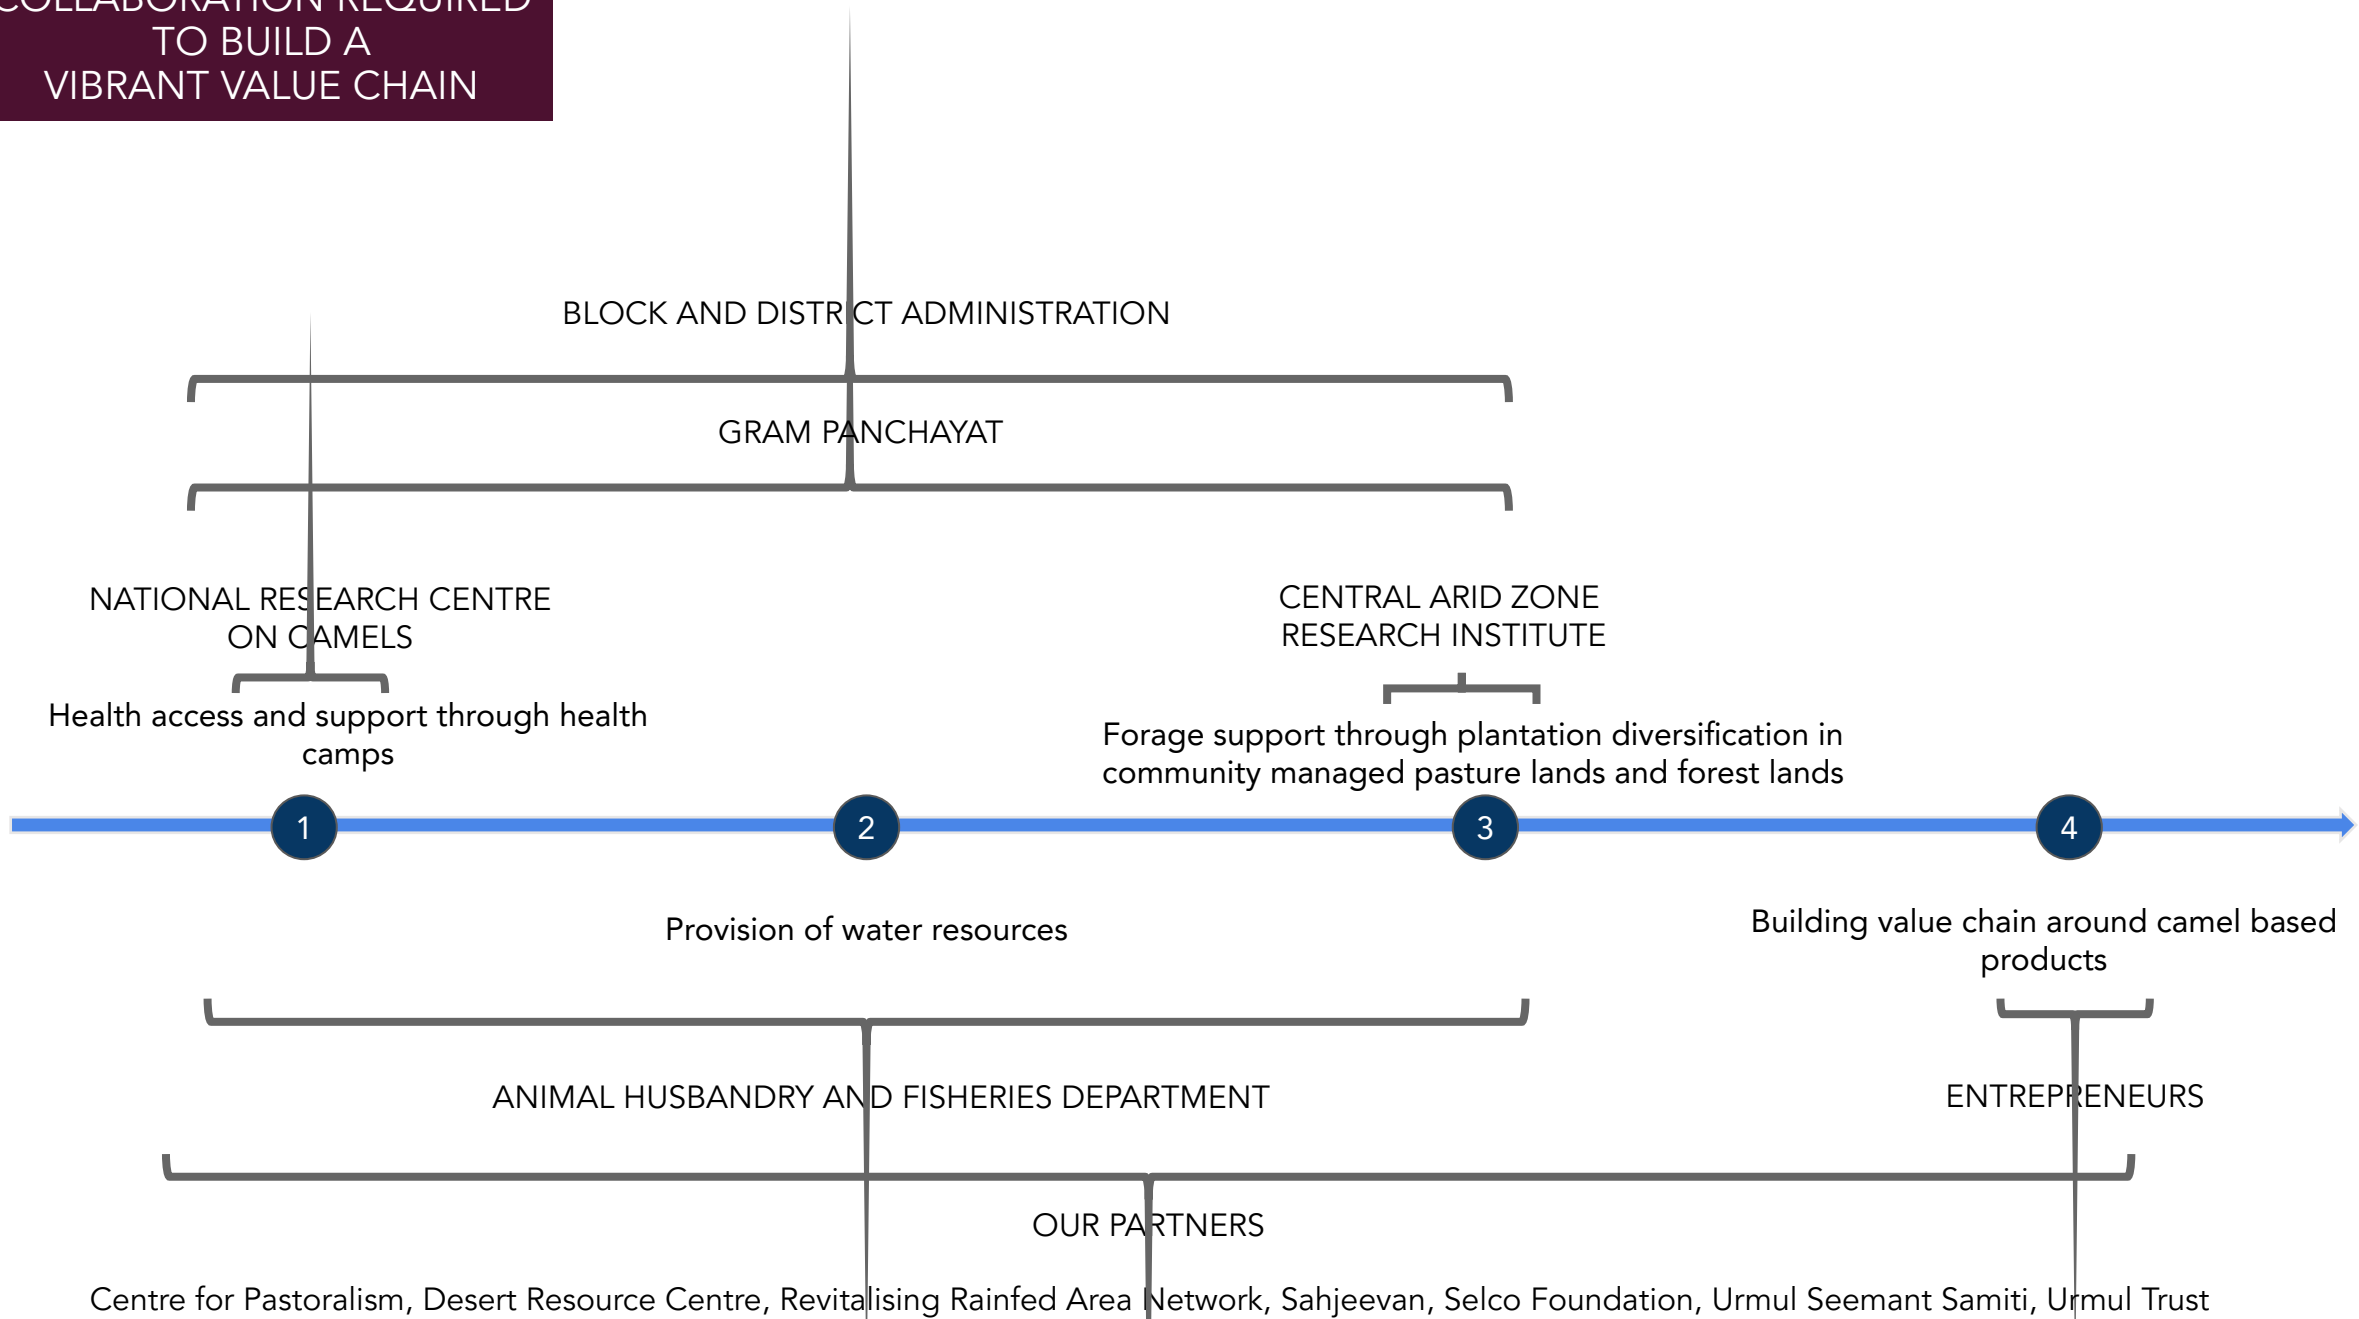 COLLABORATION REQUIRED
TO BUILD A
VIBRANT VALUE CHAIN
BLOCK AND DISTRICT ADMINISTRATION
GRAM PANCHAYAT
NATIONAL RESEARCH CENTRE
ON CAMELS
CENTRAL ARID ZONE
RESEARCH INSTITUTE
Health access and support through health
camps
Forage support through plantation diversification in
community managed pasture lands and forest lands
1
2
3
4
Provision of water resources
Building value chain around camel based
products
ANIMAL HUSBANDRY AND FISHERIES DEPARTMENT
ENTREPRENEURS
OUR PARTNERS
Centre for Pastoralism, Desert Resource Centre, Revitalising Rainfed Area Network, Sahjeevan, Selco Foundation, Urmul Seemant Samiti, Urmul Trust